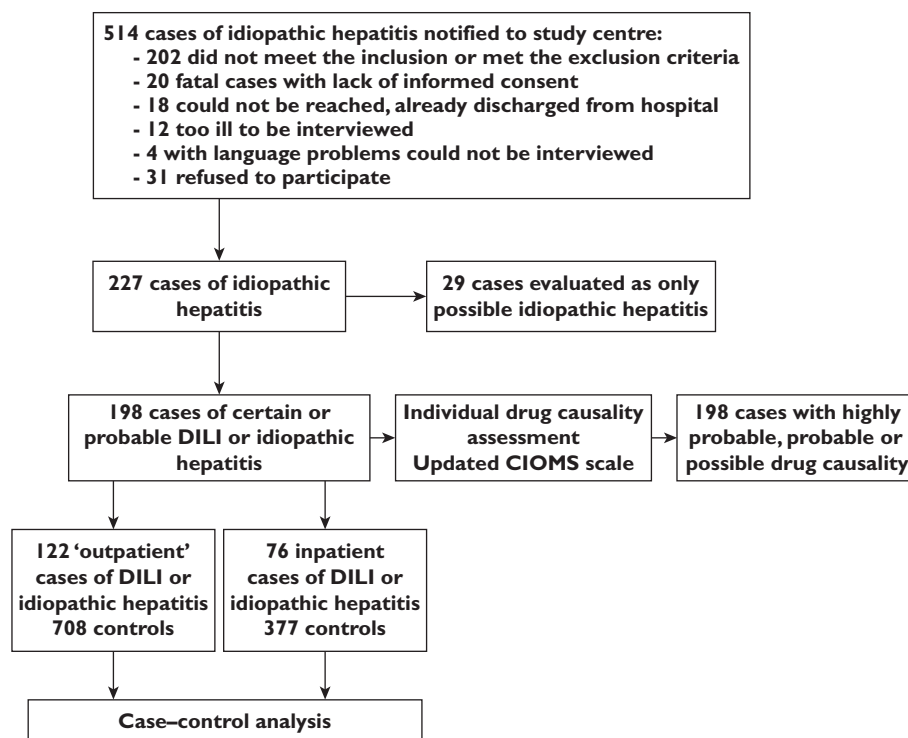 514 cases of idiopathic hepatitis notified to study centre:
- 202 did not meet the inclusion or met the exclusion criteria
- 20 fatal cases with lack of informed consent
- 18 could not be reached, already discharged from hospital
- 12 too ill to be interviewed
- 4 with language problems could not be interviewed
- 31 refused to participate
227 cases of idiopathic
hepatitis
29 cases evaluated as only
possible idiopathic hepatitis
198 cases of certain or
probable DILI or idiopathic
hepatitis
Individual drug causality
assessment
Updated CIOMS scale
198 cases with highly
probable, probable or
possible drug causality
122 ‘outpatient’
cases of DILI or
idiopathic hepatitis
708 controls
76 inpatient
cases of DILI or
idiopathic hepatitis
377 controls
Case–control analysis